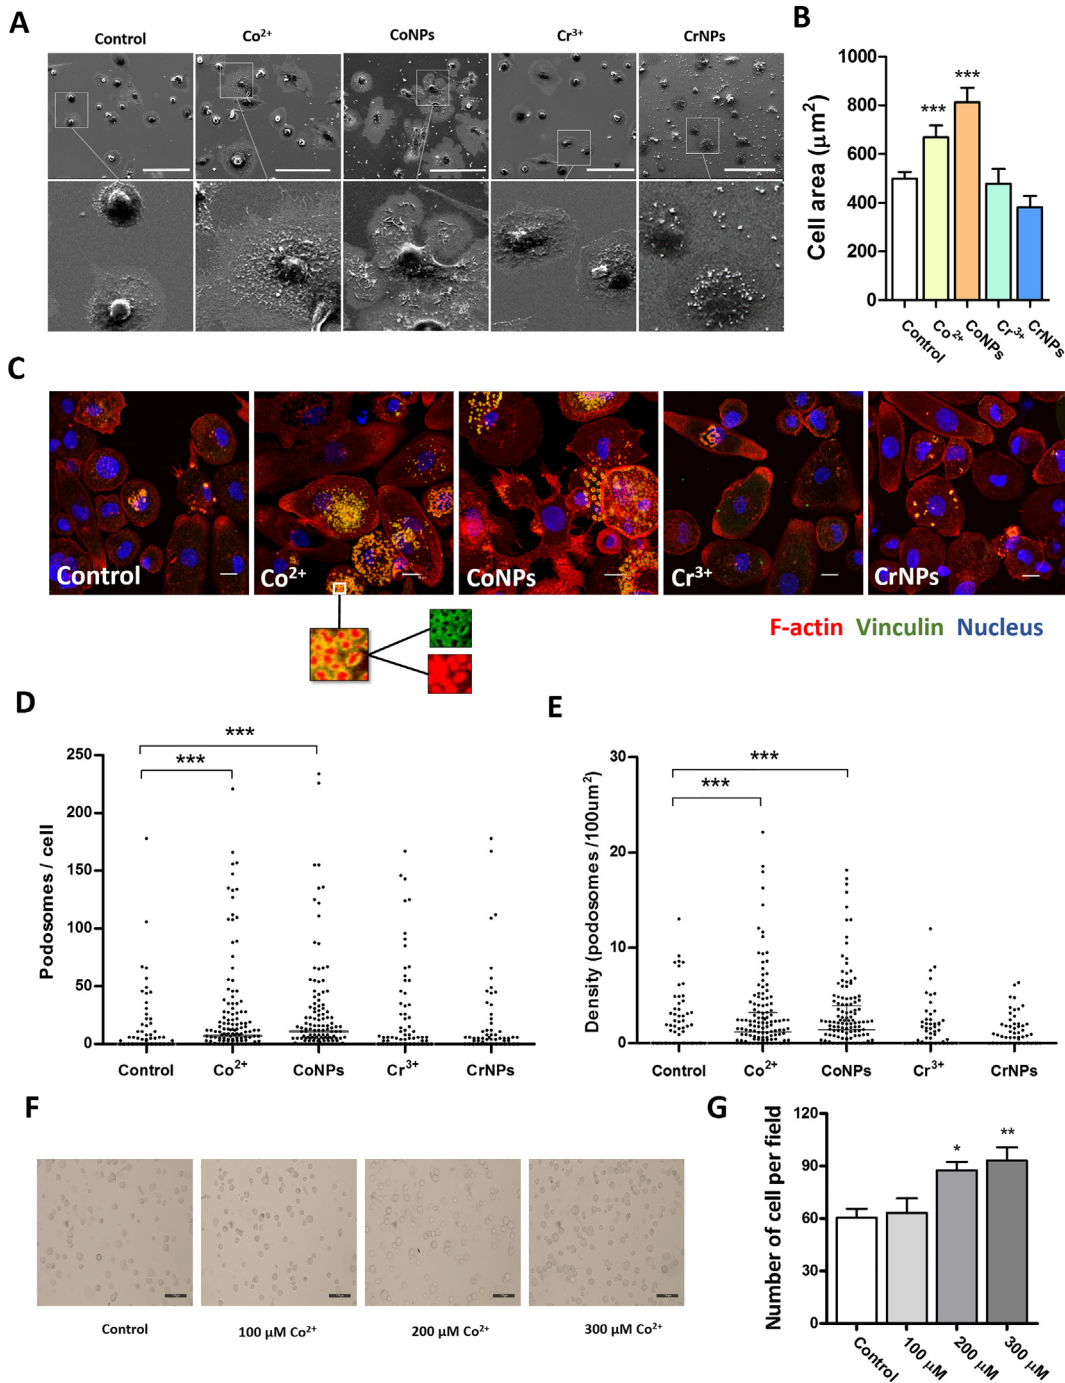 A
Control
Co²⁺
CoNPs
Cr³⁺
CrNPs
B
Cell area (μm²)
1000
800
600
400
200
0
***
***
Control
Co²⁺
CoNPs
Cr³⁺
CrNPs
C
Control
Co²⁺
CoNPs
Cr³⁺
CrNPs
F-actin Vinculin Nucleus
D
Podosomes / cell
250
200
150
100
50
0
***
***
Control
Co²⁺
CoNPs
Cr³⁺
CrNPs
E
Density (podosomes /100um²)
30
20
10
0
***
***
Control
Co²⁺
CoNPs
Cr³⁺
CrNPs
F
Control
100 μM Co²⁺
200 μM Co²⁺
300 μM Co²⁺
G
Number of cell per field
120
90
60
30
0
*
**
Control
100 μM
200 μM
300 μM